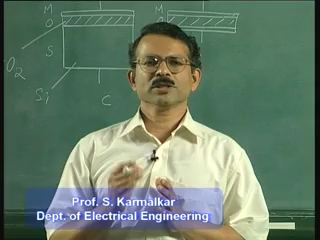 M
O
S
O2
Si
C
M
O
Prof. S. Karmalkar
Dept. of Electrical Engineering